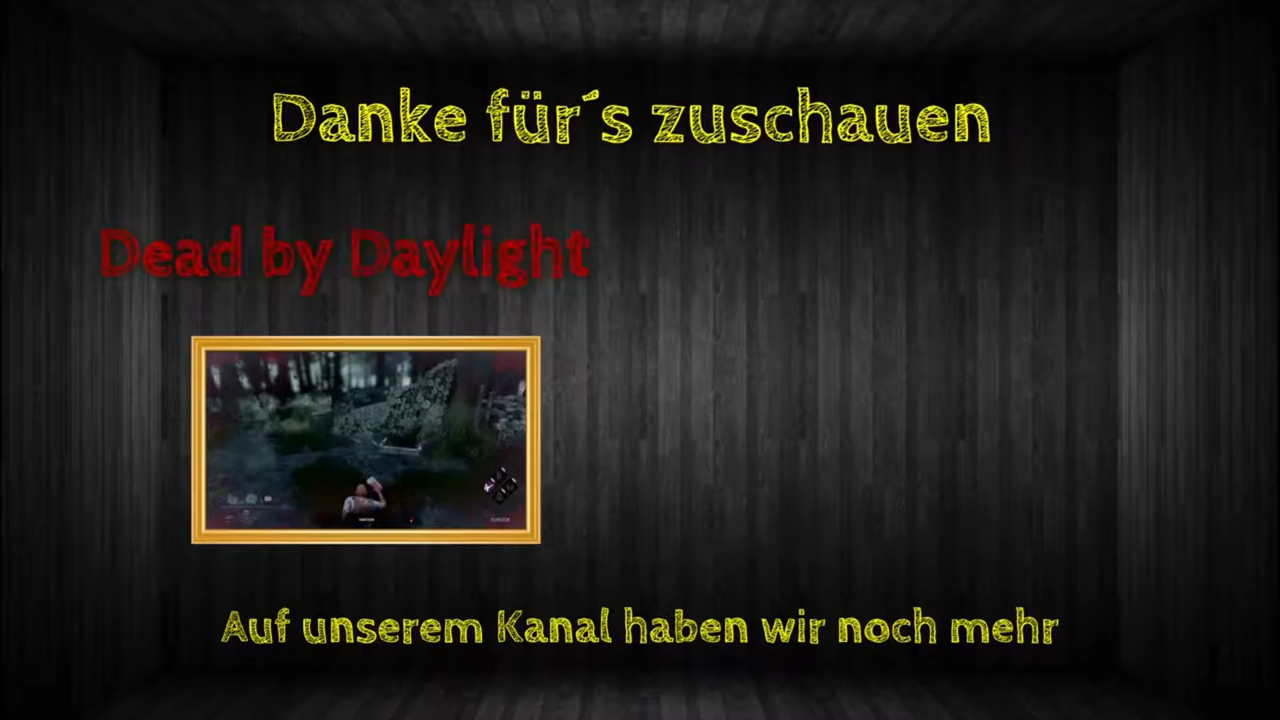 Danke für´s zuschauen
Dead by Daylight
Auf unserem Kanal haben wir noch mehr